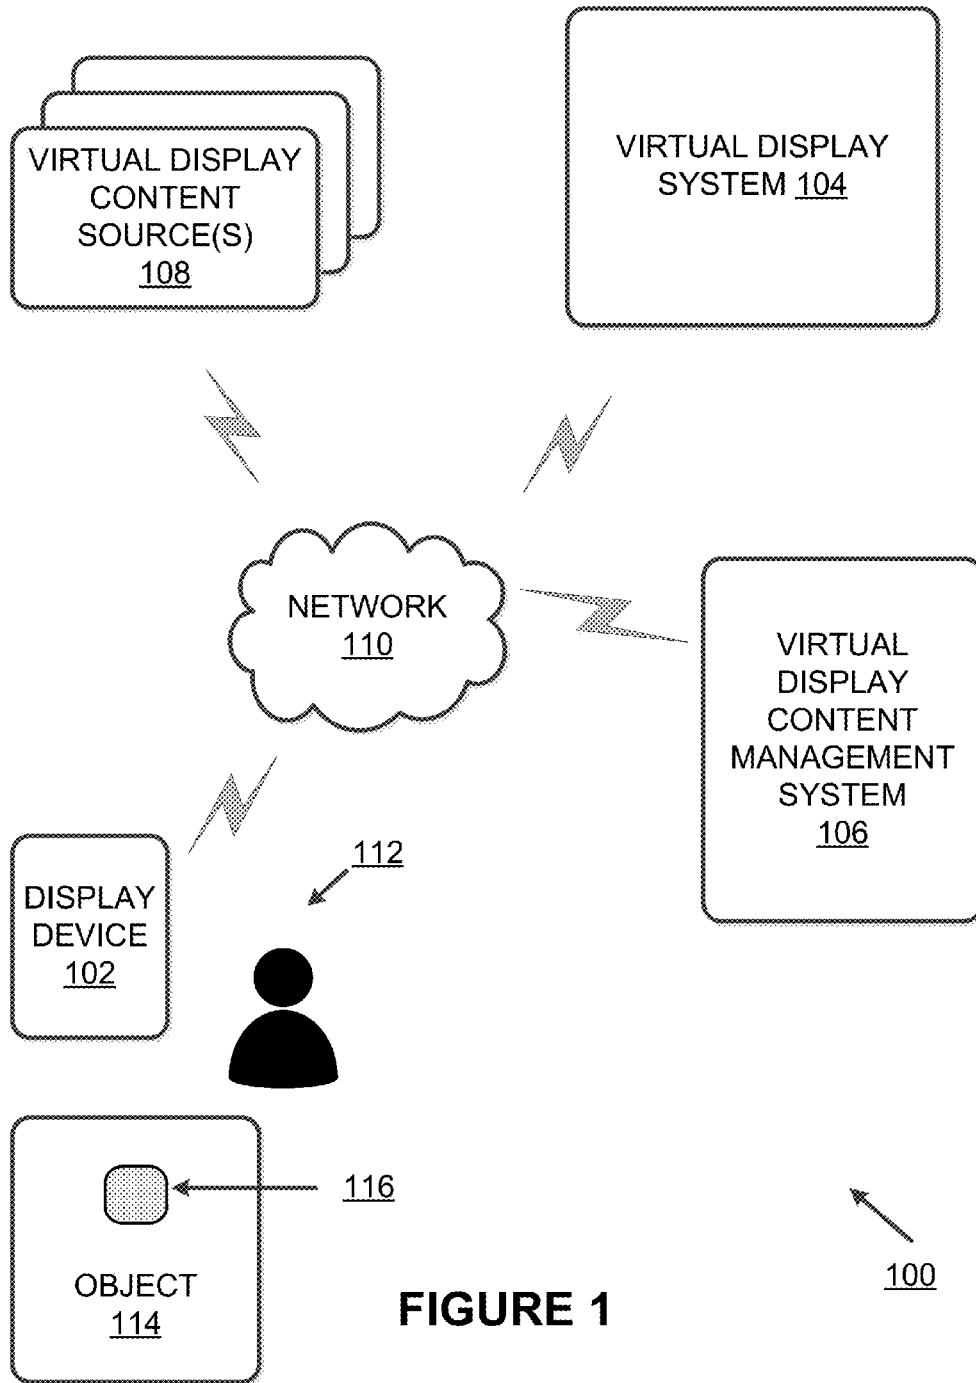 VIRTUAL DISPLAY
CONTENT
SOURCE(S)
108
VIRTUAL DISPLAY
SYSTEM 104
NETWORK
110
VIRTUAL
DISPLAY
CONTENT
MANAGEMENT
SYSTEM
106
112
DISPLAY
DEVICE
102
116
OBJECT
114
100
FIGURE 1